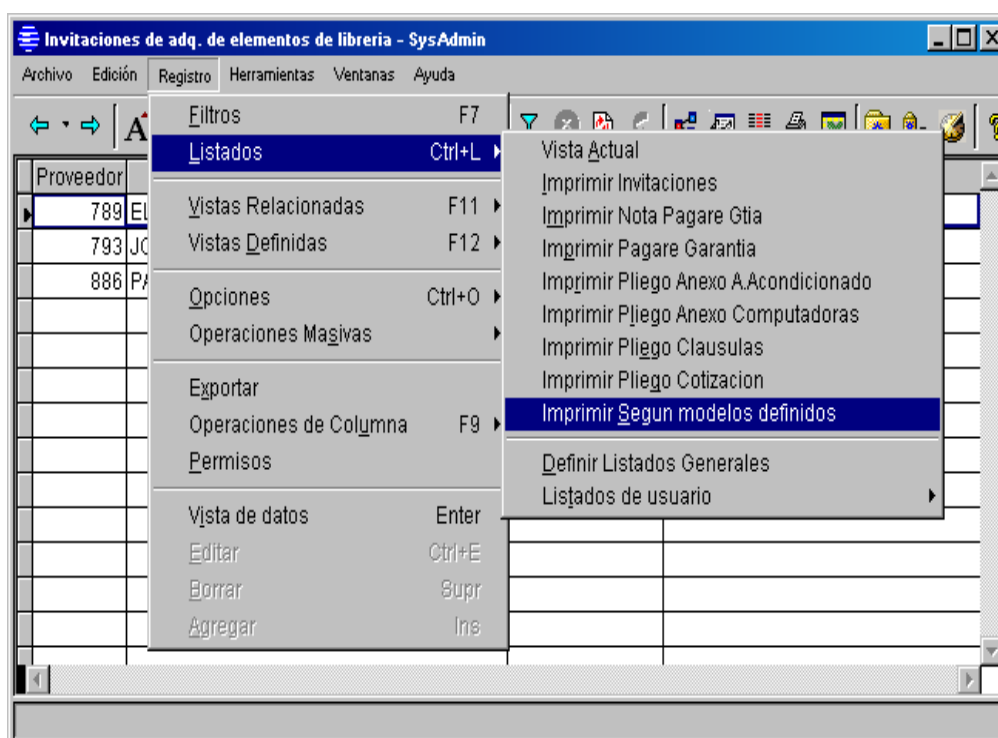 Invitaciones de adq. de elementos de libreria - SysAdmin
Archivo Edición Registro Herramientas Ventanas Ayuda
Filtros F7
Listados Ctrl+L
Vistas Relacionadas F11
Vistas Definidas F12
Opciones Ctrl+O
Operaciones Masivas
Exportar
Operaciones de Columna F9
Permisos
Vista de datos Enter
Editar Ctrl+E
Borrar Supr
Agregar Ins
Vista Actual
Imprimir Invitaciones
Imprimir Nota Pagare Gtia
Imprimir Pagare Garantia
Imprimir Pliego Anexo A.Acondicionado
Imprimir Pliego Anexo Computadoras
Imprimir Pliego Clausulas
Imprimir Pliego Cotizacion
Imprimir Segun modelos definidos
Definir Listados Generales
Listados de usuario
Proveedor
789
793
886